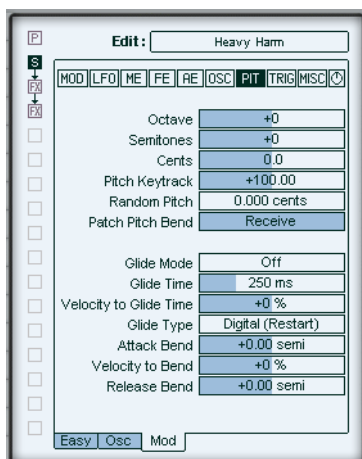 P Edit: Heavy Harm
S
FX
FX
MOD LFO ME FE AE OSC PIT TRIG MISC
Octave +0
Semitones +0
Cents 0.0
Pitch Keytrack +100.00
Random Pitch 0.000 cents
Patch Pitch Bend Receive
Glide Mode Off
Glide Time 250 ms
Velocity to Glide Time +0 %
Glide Type Digital (Restart)
Attack Bend +0.00 semi
Velocity to Bend +0 %
Release Bend +0.00 semi
Easy Osc Mod